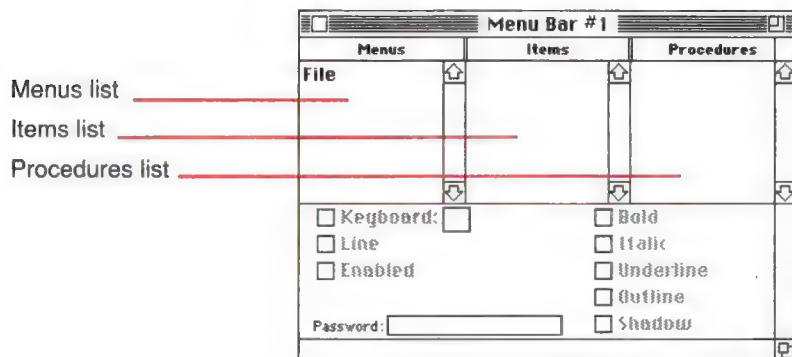 Menu Bar #1
Menus Items Procedures
File
Menus list
Items list
Procedures list
Keyboard: Bold
Line Italic
Enabled Underline
Outline
Password: Shadow